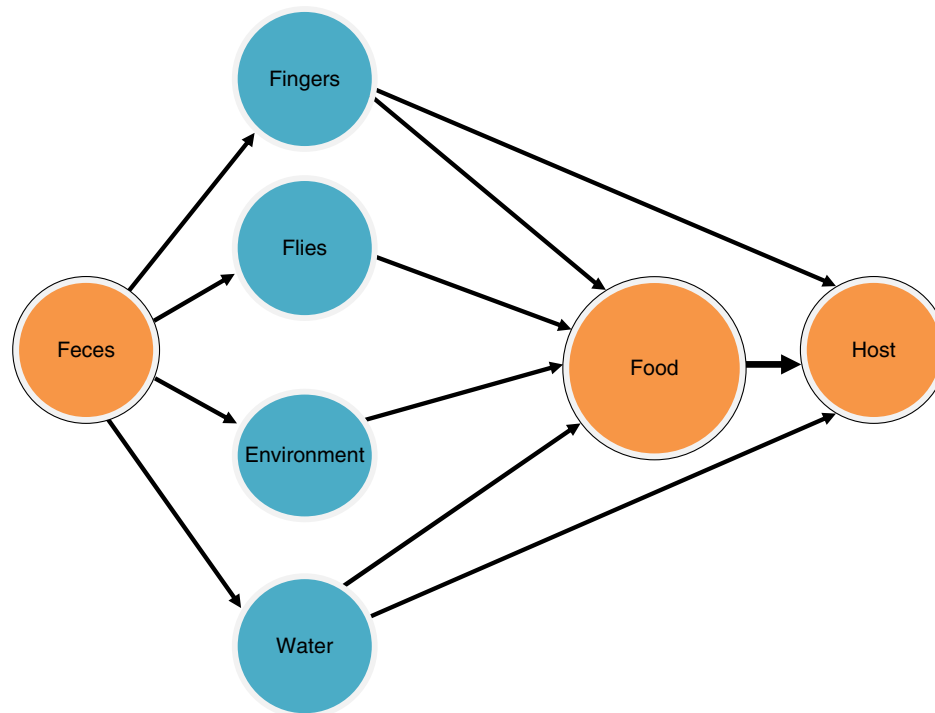 Fingers
Flies
Feces
Environment
Water
Food
Host